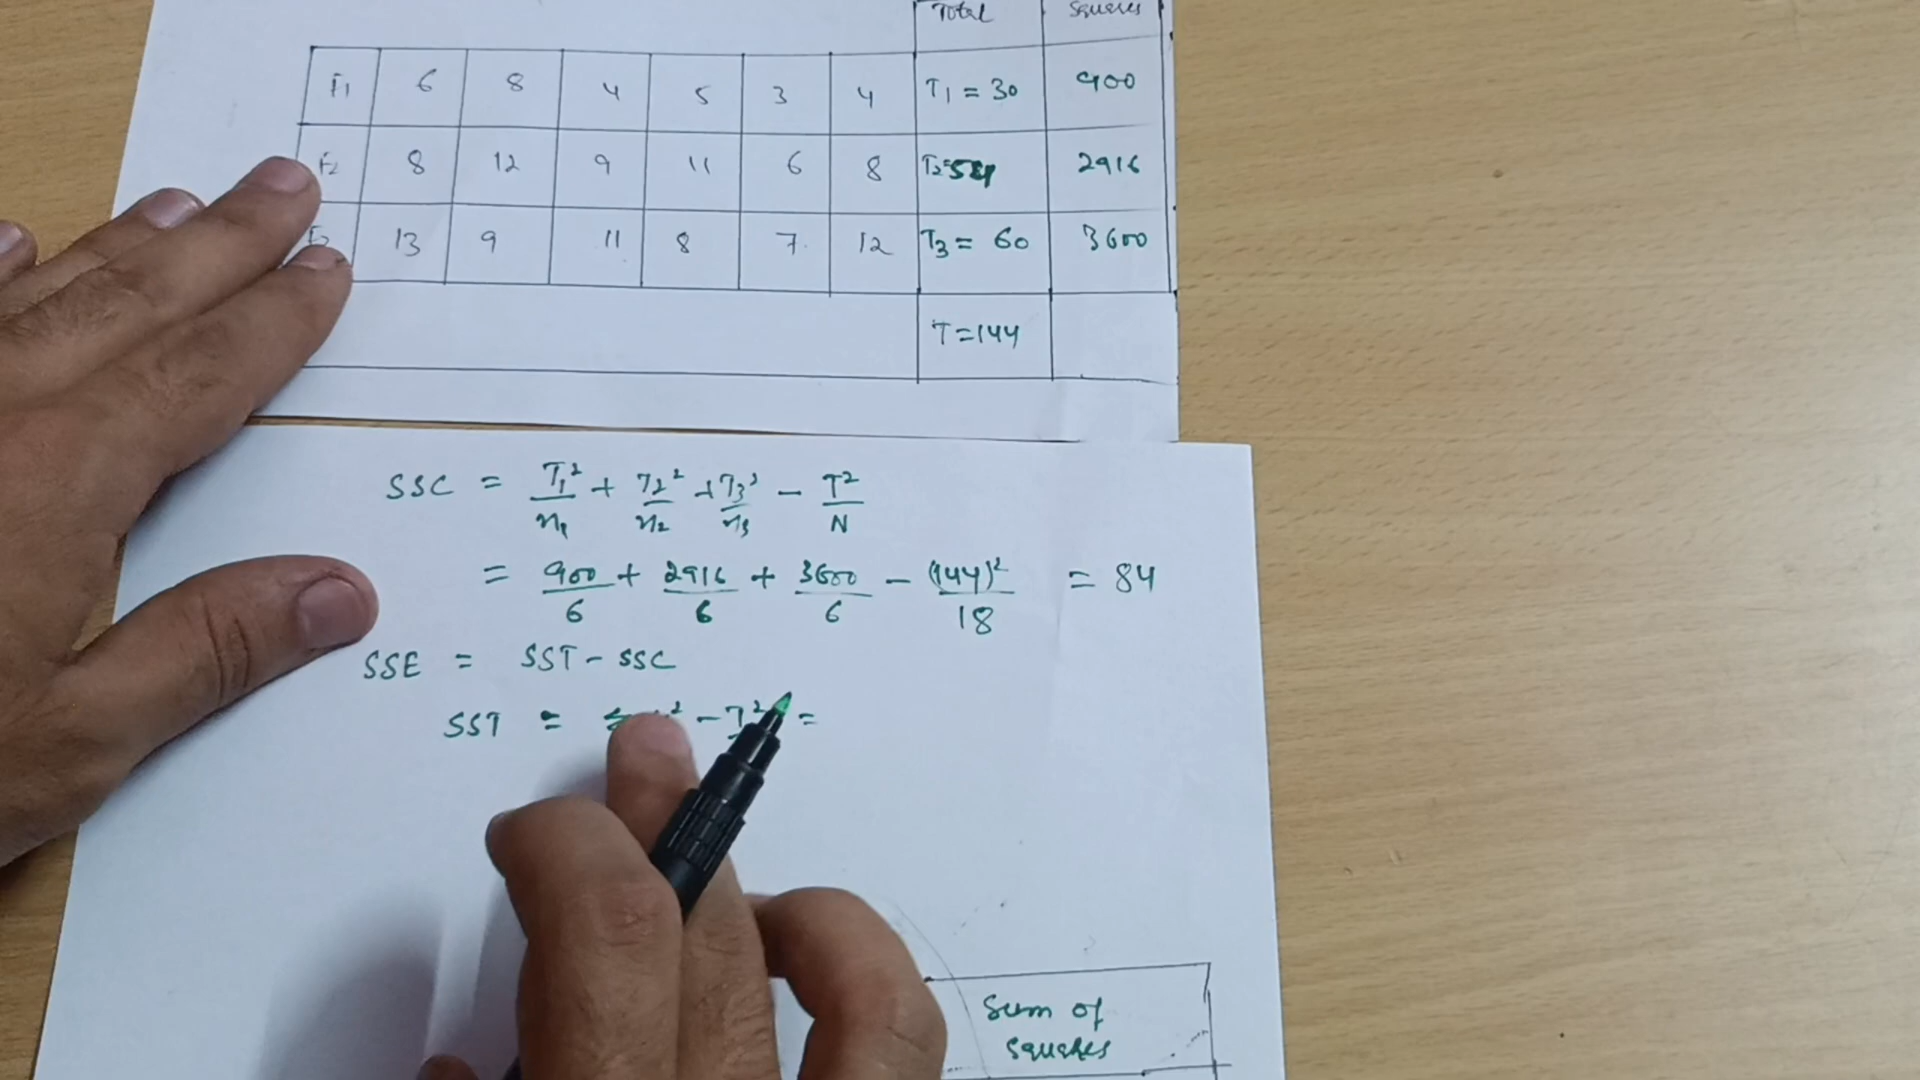 Total Squares
F1 6 8 4 5 3 4 T1 = 30 900
F2 8 12 9 11 6 8 T2=54 2916
13 9 11 8 7. 12 T3 = 60 3600
T=144
SSC = T1²/n1 + T2²/n2 + T3²/n3 − T²/N
= 900/6 + 2916/6 + 3600/6 − (144)²/18 = 84
SSE = SST - SSC
SST = − T² =
Sum of
squares